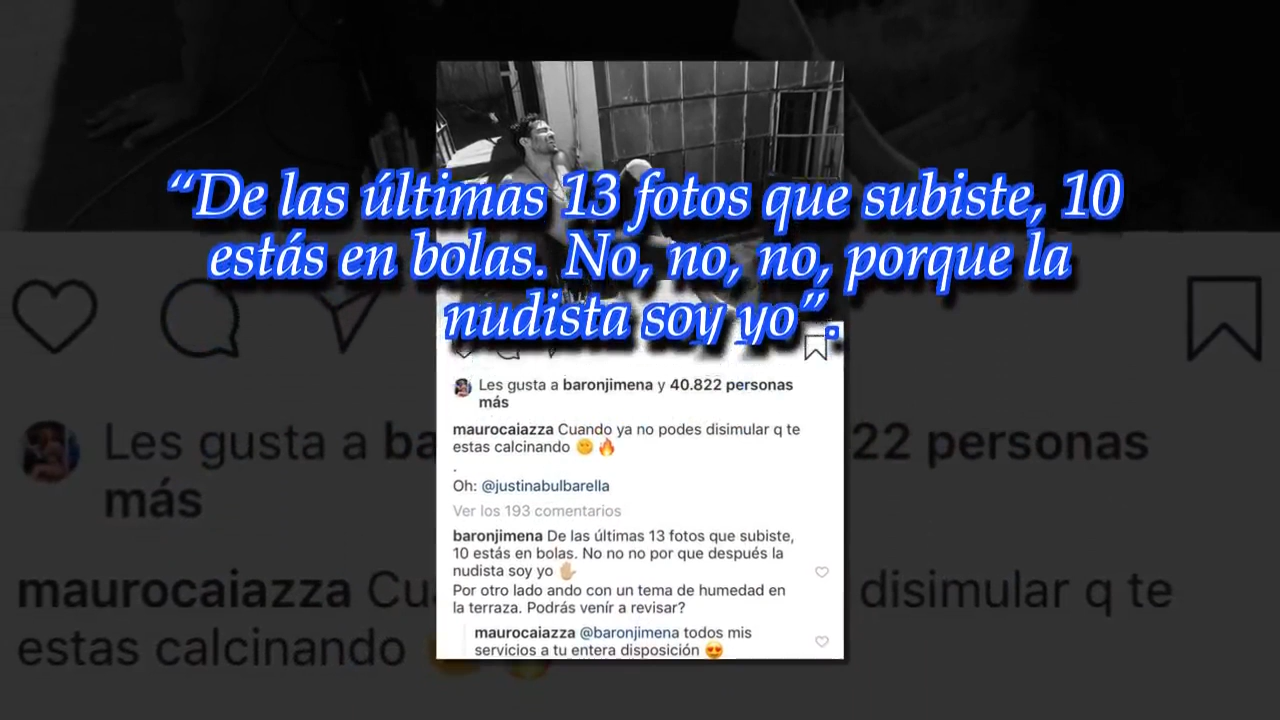 “De las últimas 13 fotos que subiste, 10
estás en bolas. No, no, no, porque la
nudista soy yo”.
Les gusta a baronjimena y 40.822 personas
más
maurocaiazza Cuando ya no podes disimular q te
estas calcinando 🌞 🔥
.
Oh: @justinabulbarella
Ver los 193 comentarios
baronjimena De las últimas 13 fotos que subiste,
10 estás en bolas. No no no por que después la
nudista soy yo ✋🏼
Por otro lado ando con un tema de humedad en
la terraza. Podrás venír a revisar?
maurocaiazza @baronjimena todos mis
servicios a tu entera disposición 😍
Les gusta a ba
22 personas
más
maurocaiazza Cu
disimular q te
estas calcinando